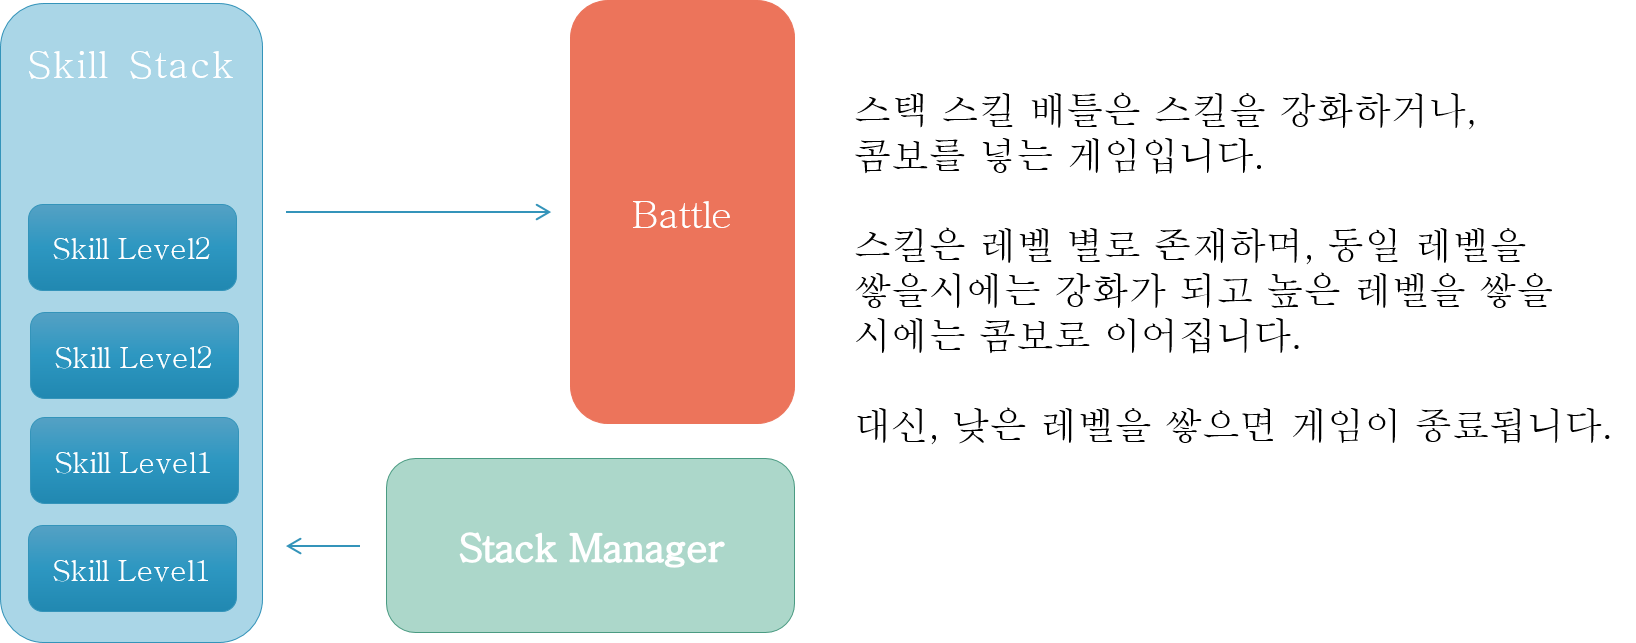 Skill Stack
Skill Level2
Skill Level2
Skill Level1
Skill Level1
Battle
Stack Manager
스택 스킬 배틀은 스킬을 강화하거나,
콤보를 넣는 게임입니다.
스킬은 레벨 별로 존재하며, 동일 레벨을
쌓을시에는 강화가 되고 높은 레벨을 쌓을
시에는 콤보로 이어집니다.
대신, 낮은 레벨을 쌓으면 게임이 종료됩니다.